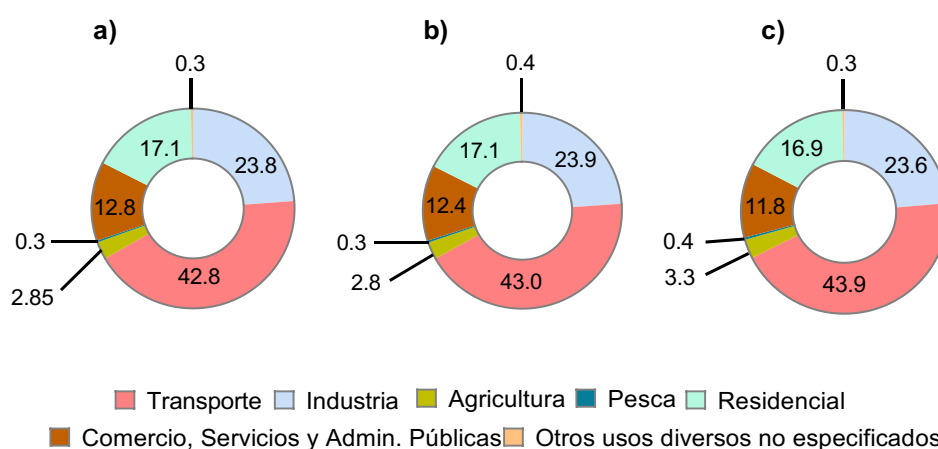 a) b) c)
0.3 0.4 0.3
17.1 23.8 17.1 23.9 16.9 23.6
12.8 12.4 11.8
0.3 0.3 0.4
2.85 2.8 3.3
42.8 43.0 43.9
Transporte Industria Agricultura Pesca Residencial
Comercio, Servicios y Admin. Públicas Otros usos diversos no especificados